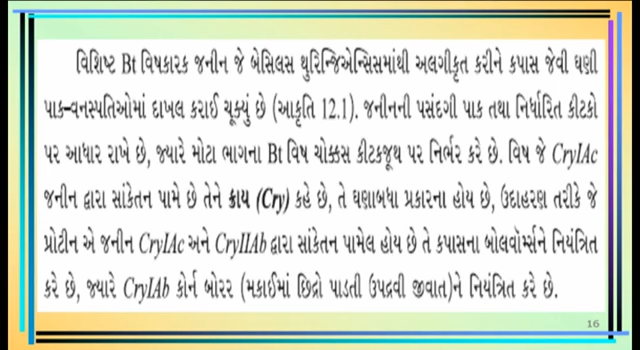 વિશિષ્ટ Bt વિષકારક જનીન જે બેસિલસ થુરિન્જિએન્સિસમાંથી અલગીકૃત કરીને કપાસ જેવી ઘણી
પાક–વનસ્પતિઓમાં દાખલ કરાઈ ચૂક્યું છે (આકૃતિ 12.1). જનીનની પસંદગી પાક તથા નિર્ધારિત કીટકો
પર આધાર રાખે છે, જ્યારે મોટા ભાગના Bt વિષ ચોક્કસ કીટકજૂથ પર નિર્ભર કરે છે. વિષ જે CryIAc
જનીન દ્વારા સાંકેતન પામે છે તેને ક્રાય (Cry) કહે છે, તે ઘણાબધા પ્રકારના હોય છે, ઉદાહરણ તરીકે જે
પ્રોટીન એ જનીન CryIAc અને CryIIAb દ્વારા સાંકેતન પામેલ હોય છે તે કપાસના બોલવૉર્મ્સને નિયંત્રિત
કરે છે, જ્યારે CryIAb કોર્ન બોરર (મકાઈમાં છિદ્રો પાડતી ઉપદ્રવી જીવાત)ને નિયંત્રિત કરે છે.
16